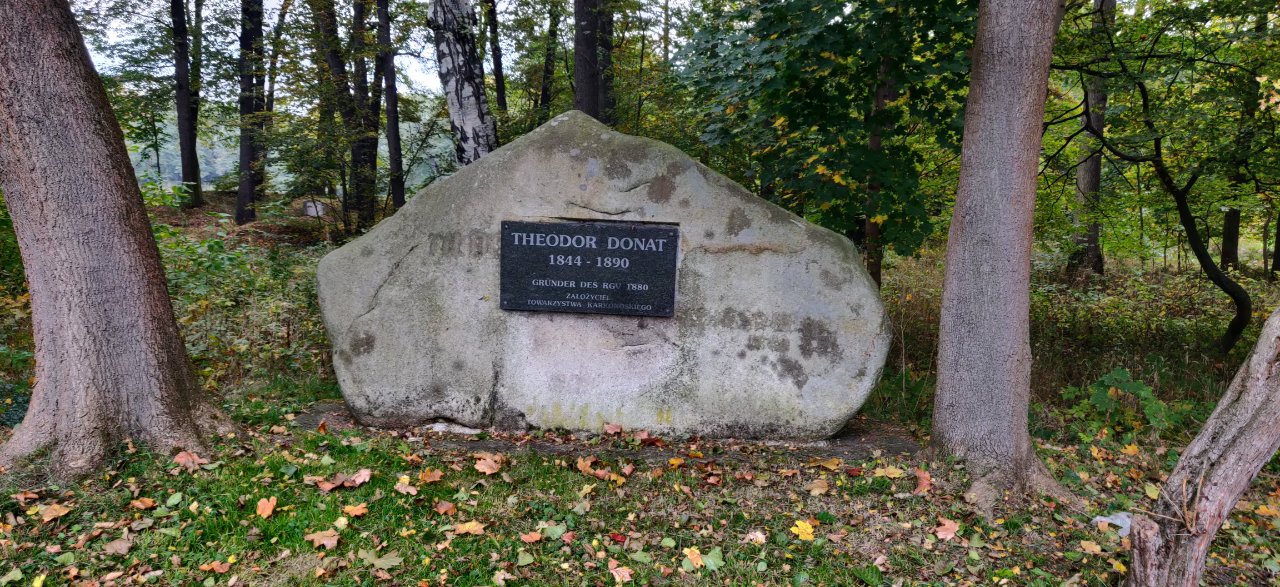 THEODOR DONAT
1844 - 1890
GRÜNDER DES RGV 1880
ZAŁOŻYCIEL
TOWARZYSTWA KARKONOSKIEGO